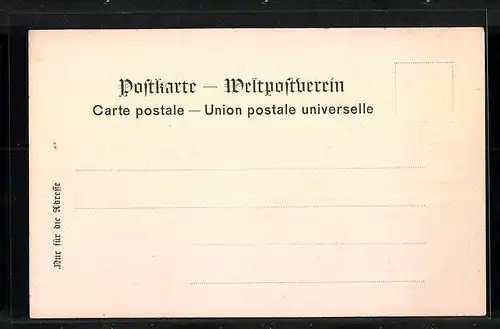 Postkarte — Weltpostverein
Carte postale — Union postale universelle
Nur für die Adresse